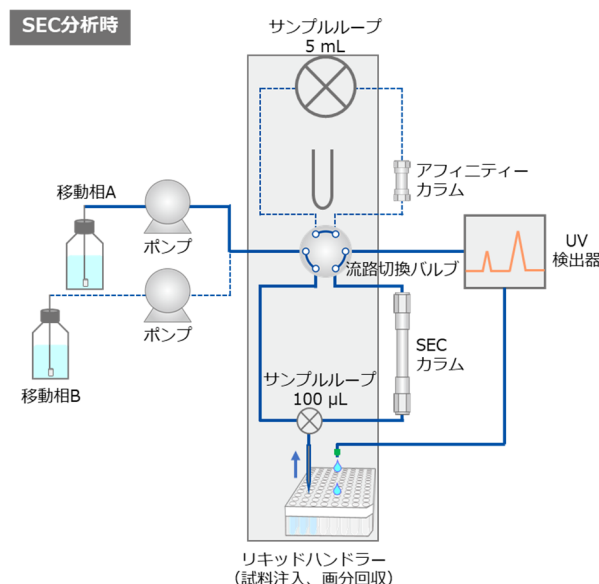 SEC分析時
サンプルループ
5 mL
アフィニティー
カラム
移動相A
ポンプ
流路切換バルブ
UV
検出器
ポンプ
移動相B
SEC
カラム
サンプルループ
100 µL
リキッドハンドラー
（試料注入、画分回収）